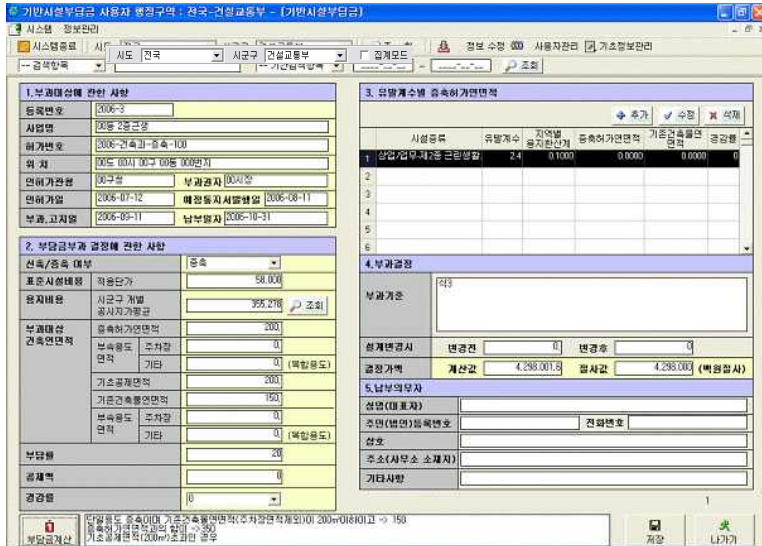 기반시설부담금 사용자 행정구역 : 전국-건설교통부 - [기반시설부담금]
시스템 정보관리
시스템종료 정보 수정 사용자관리 기초정보관리
시도 전국 시군구 건설교통부 집계모드
--검색항목 --기간검색항목 ~ 조회
1.부과대상에 관한 사항
등록번호 2006-3
사업명 00동 2종근생
허가번호 2006-건축과-증축-100
위 치 00도 00시 00구 00동 000번지
인허가관청 00구청 부과권자 00시장
인허가일 2006-07-12 예정통지서발행일 2006-08-11
부과,고지일 2006-09-11 납부일자 2006-10-31
2. 부담금부과 결정에 관한 사항
신축/증축 여부 증축
표준시설비용 적용단가 58,000
용지비용 시군구 개별 공시지가평균 355,278 조회
부과대상 건축연면적 증축허가연면적 200
부속용도 면적 주차장 0
기타 0 (복합용도)
기초공제면적 200
기존건축물연면적 150
부속용도 면적 주차장 0
기타 0 (복합용도)
부담률 20
공제액 0
경감률 0
3. 유발계수별 증축허가연면적
추가 수정 삭제
시설종류 유발계수 지역별 용지환산계 증축허가연면적 기존건축물연 면적 경감률
1 상업/업무-제2종 근린생활 2.4 0.1000 0.0000 0.0000 0
2
3
4
5
6
4.부과결정
부과기준 식3
설계변경시 변경전 0 변경후 0
결정가액 계산값 4,298,001.6 절사값 4,298,000 (백원절사)
5.납부의무자
성명(대표자)
주민(법인)등록번호 전화번호
상호
주소(사무소 소재지)
기타사항
1
부담금계산
단일용도 증축이며 기존건축물연면적(주차장면적제외)이 200㎡이하이고 -> 150
증축허가연면적과의 합이 ->350
기초공제면적(200㎡)초과인 경우
저장 나가기